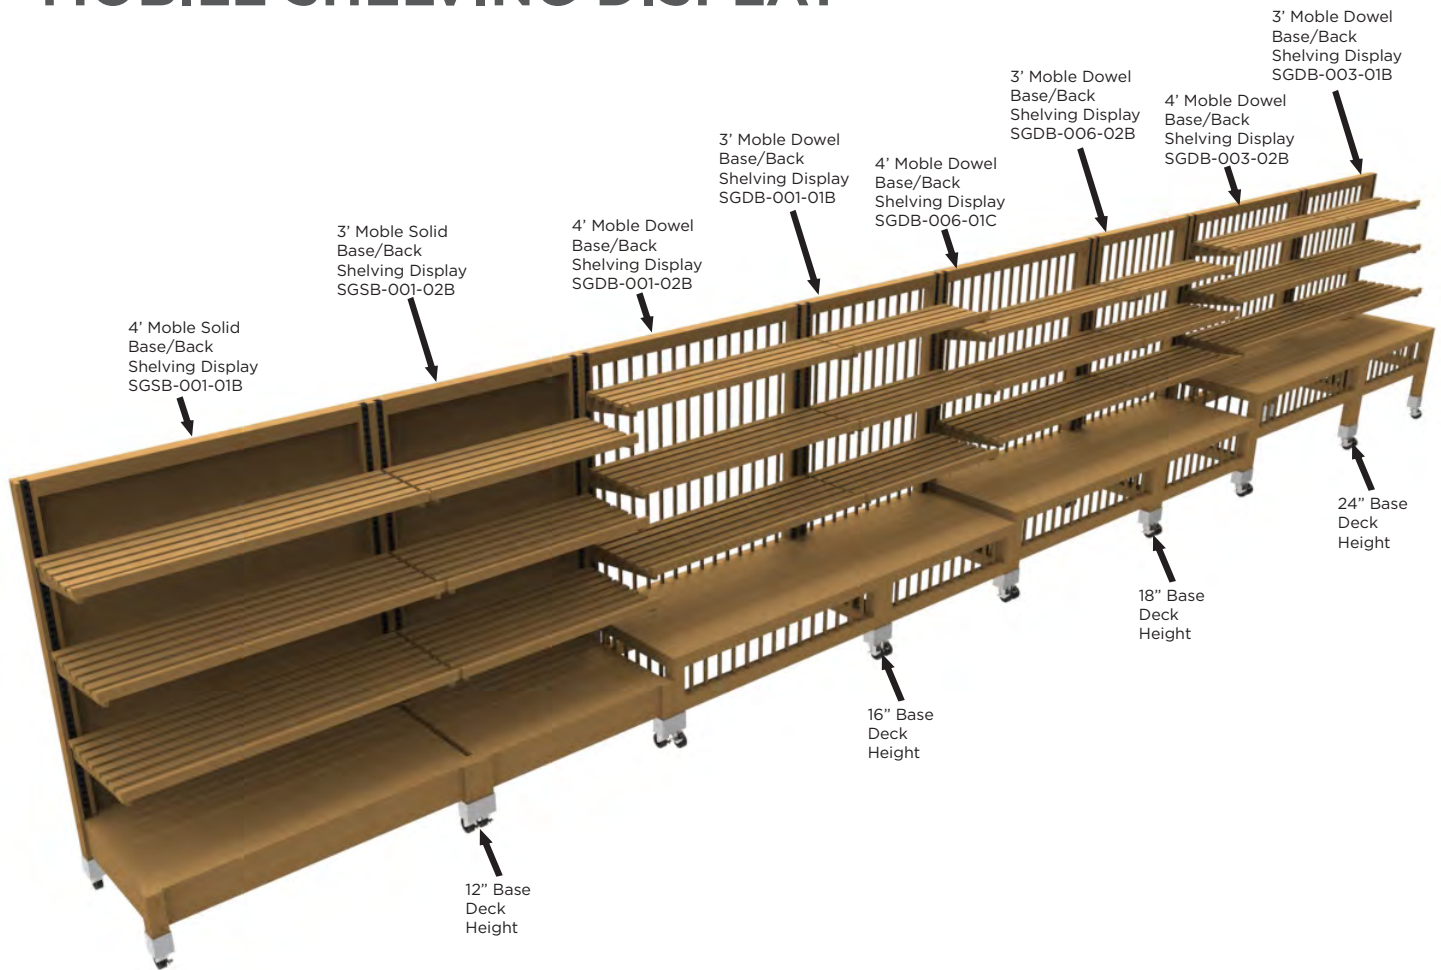 MOBILE SHELVING DISPLAY
3’ Moble Dowel
Base/Back
Shelving Display
SGDB-003-01B
3’ Moble Dowel
Base/Back
Shelving Display
SGDB-006-02B
4’ Moble Dowel
Base/Back
Shelving Display
SGDB-003-02B
3’ Moble Dowel
Base/Back
Shelving Display
SGDB-001-01B
4’ Moble Dowel
Base/Back
Shelving Display
SGDB-006-01C
3’ Moble Solid
Base/Back
Shelving Display
SGSB-001-02B
4’ Moble Dowel
Base/Back
Shelving Display
SGDB-001-02B
4’ Moble Solid
Base/Back
Shelving Display
SGSB-001-01B
24” Base
Deck
Height
18” Base
Deck
Height
16” Base
Deck
Height
12” Base
Deck
Height